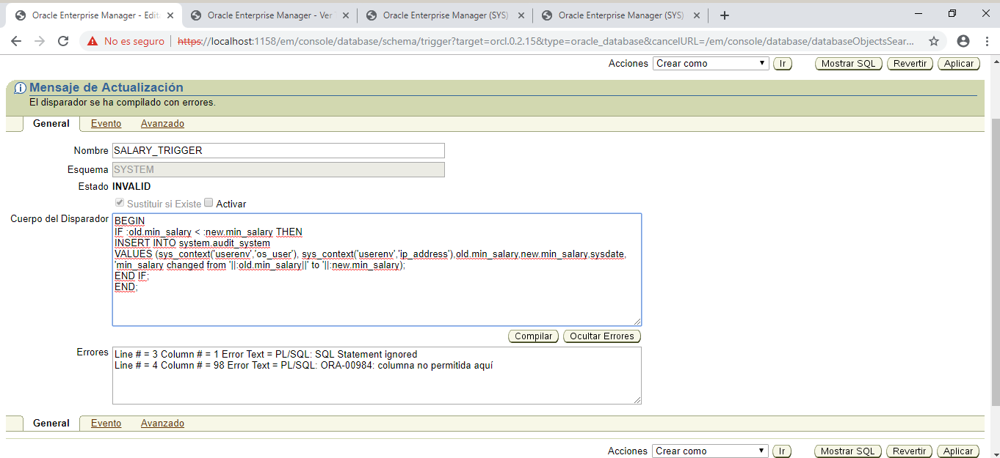 Oracle Enterprise Manager - Edit
Oracle Enterprise Manager - Ver
Oracle Enterprise Manager (SYS)
Oracle Enterprise Manager (SYS)
No es seguro
https://localhost:1158/em/console/database/schema/trigger?target=orcl.0.2.15&type=oracle_database&cancelURL=/em/console/database/databaseObjectsSear...
Acciones Crear como Ir Mostrar SQL Revertir Aplicar
Mensaje de Actualización
El disparador se ha compilado con errores.
General Evento Avanzado
Nombre SALARY_TRIGGER
Esquema SYSTEM
Estado INVALID
Sustituir si Existe Activar
Cuerpo del Disparador BEGIN
IF :old.min_salary < :new.min_salary THEN
INSERT INTO system.audit_system
VALUES (sys_context('userenv','os_user'), sys_context('userenv','ip_address'),old.min_salary,new.min_salary,sysdate,
'min_salary changed from '||:old.min_salary||' to '||:new.min_salary);
END IF;
END;
Compilar Ocultar Errores
Errores Line # = 3 Column # = 1 Error Text = PL/SQL: SQL Statement ignored
Line # = 4 Column # = 98 Error Text = PL/SQL: ORA-00984: columna no permitida aquí
General Evento Avanzado
Acciones Crear como Ir Mostrar SQL Revertir Aplicar